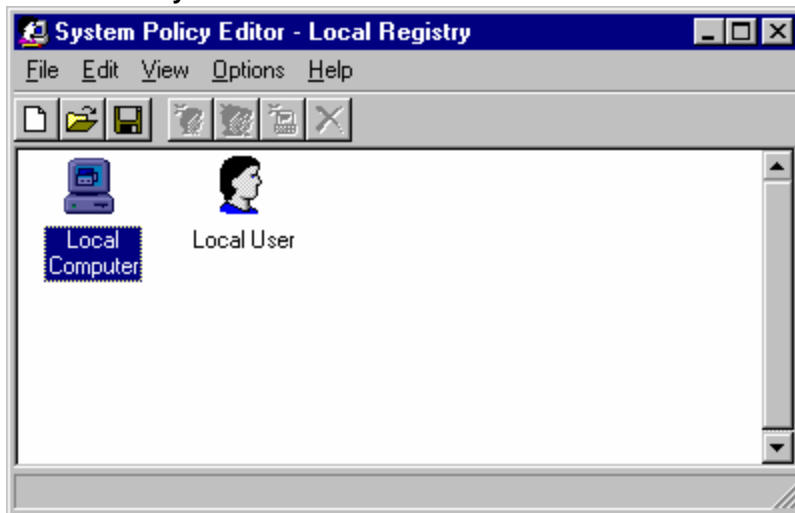 System Policy Editor - Local Registry
File Edit View Options Help
Local
Computer
Local User